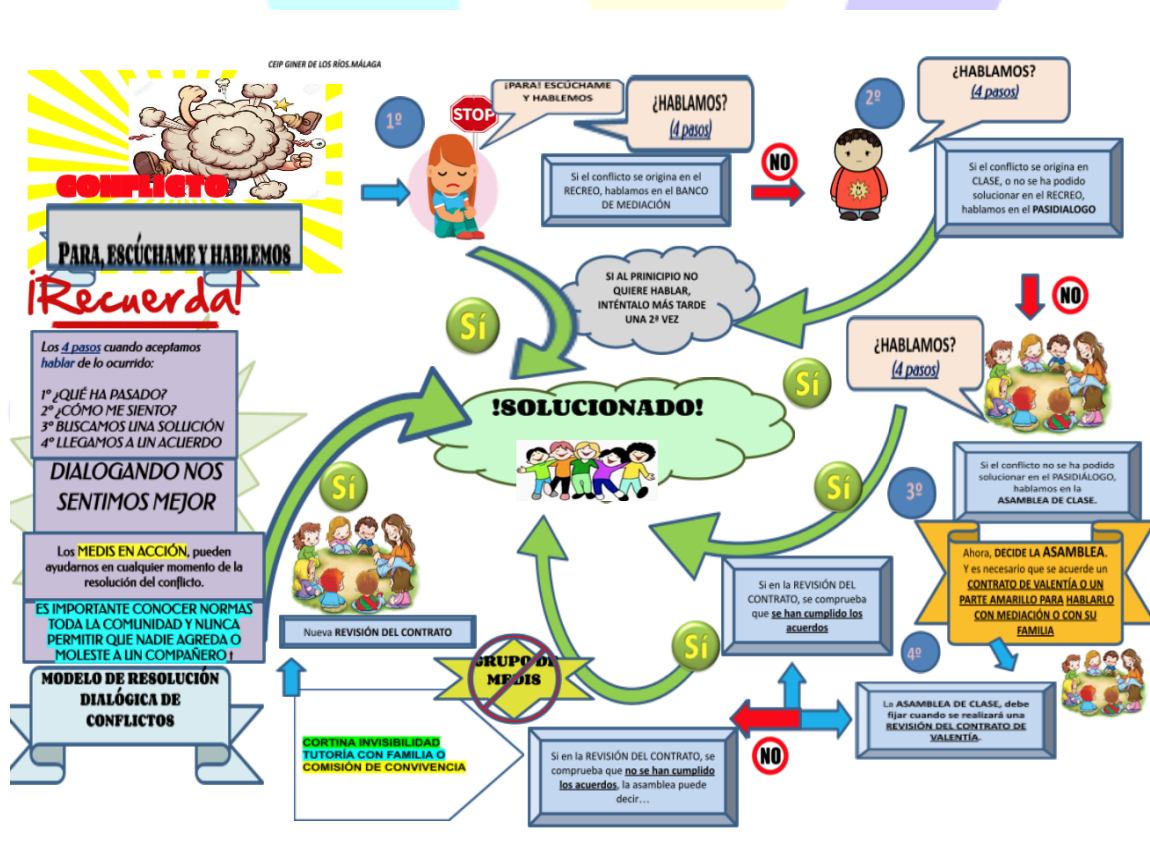 CEIP GINER DE LOS RÍOS.MÁLAGA
CONFLICTO
PARA, ESCÚCHAME Y HABLEMOS
¡Recuerda!
Los 4 pasos cuando aceptamos
hablar de lo ocurrido:
1º ¿QUÉ HA PASADO?
2º ¿CÓMO ME SIENTO?
3º BUSCAMOS UNA SOLUCIÓN
4º LLEGAMOS A UN ACUERDO
DIALOGANDO NOS
SENTIMOS MEJOR
Los MEDIS EN ACCIÓN, pueden
ayudarnos en cualquier momento de la
resolución del conflicto.
ES IMPORTANTE CONOCER NORMAS
TODA LA COMUNIDAD Y NUNCA
PERMITIR QUE NADIE AGREDA O
MOLESTE A UN COMPAÑERO !
MODELO DE RESOLUCIÓN
DIALÓGICA DE
CONFLICTOS
1º
STOP
¡PARA! ESCÚCHAME
Y HABLEMOS
¿HABLAMOS?
(4 pasos)
Si el conflicto se origina en el
RECREO, hablamos en el BANCO
DE MEDIACIÓN
NO
2º
¿HABLAMOS?
(4 pasos)
Si el conflicto se origina en
CLASE, o no se ha podido
solucionar en el RECREO,
hablamos en el PASIDIALOGO
SI AL PRINICIPIO NO
QUIERE HABLAR,
INTÉNTALO MÁS TARDE
UNA 2ª VEZ
Sí
NO
Sí
¿HABLAMOS?
(4 pasos)
!SOLUCIONADO!
3º
Si el conflicto no se ha podido
solucionar en el PASIDIÁLOGO,
hablamos en la
ASAMBLEA DE CLASE.
Sí
Sí
Ahora, DECIDE LA ASAMBLEA.
Y es necesario que se acuerde un
CONTRATO DE VALENTÍA O UN
PARTE AMARILLO PARA HABLARLO
CON MEDIACIÓN O CON SU
FAMILIA
4º
La ASAMBLEA DE CLASE, debe
fijar cuando se realizará una
REVISIÓN DEL CONTRATO DE
VALENTÍA.
Si en la REVISIÓN DEL
CONTRATO, se comprueba
que se han cumplido los
acuerdos
Sí
NO
Si en la REVISIÓN DEL CONTRATO, se
comprueba que no se han cumplido
los acuerdos, la asamblea puede
decir…
GRUPO DE
MEDIS
CORTINA INVISIBILIDAD
TUTORÍA CON FAMILIA O
COMISIÓN DE CONVIVENCIA
Nueva REVISIÓN DEL CONTRATO